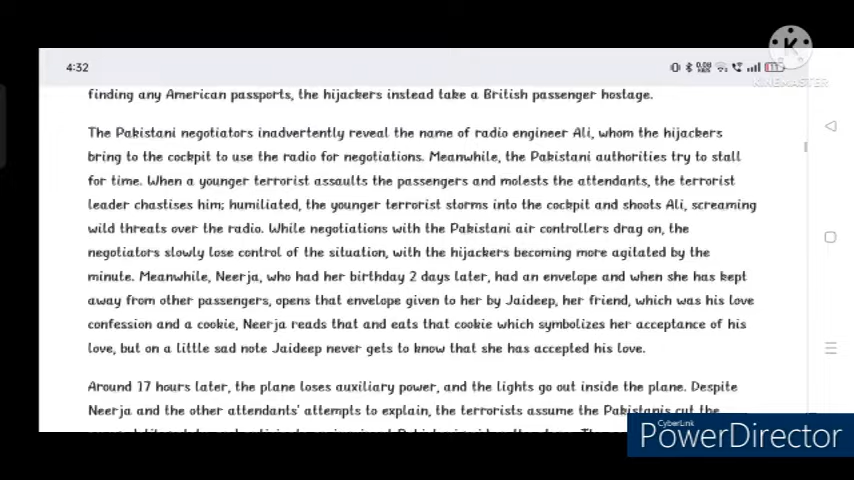 4:32
KINEMASTER
finding any American passports, the hijackers instead take a British passenger hostage.
The Pakistani negotiators inadvertently reveal the name of radio engineer Ali, whom the hijackers
bring to the cockpit to use the radio for negotiations. Meanwhile, the Pakistani authorities try to stall
for time. When a younger terrorist assaults the passengers and molests the attendants, the terrorist
leader chastises him; humiliated, the younger terrorist storms into the cockpit and shoots Ali, screaming
wild threats over the radio. While negotiations with the Pakistani air controllers drag on, the
negotiators slowly lose control of the situation, with the hijackers becoming more agitated by the
minute. Meanwhile, Neerja, who had her birthday 2 days later, had an envelope and when she has kept
away from other passengers, opens that envelope given to her by Jaideep, her friend, which was his love
confession and a cookie, Neerja reads that and eats that cookie which symbolizes her acceptance of his
love, but on a little sad note Jaideep never gets to know that she has accepted his love.
Around 17 hours later, the plane loses auxiliary power, and the lights go out inside the plane. Despite
Neerja and the other attendants' attempts to explain, the terrorists assume the Pakistanis cut the
CyberLink
PowerDirector